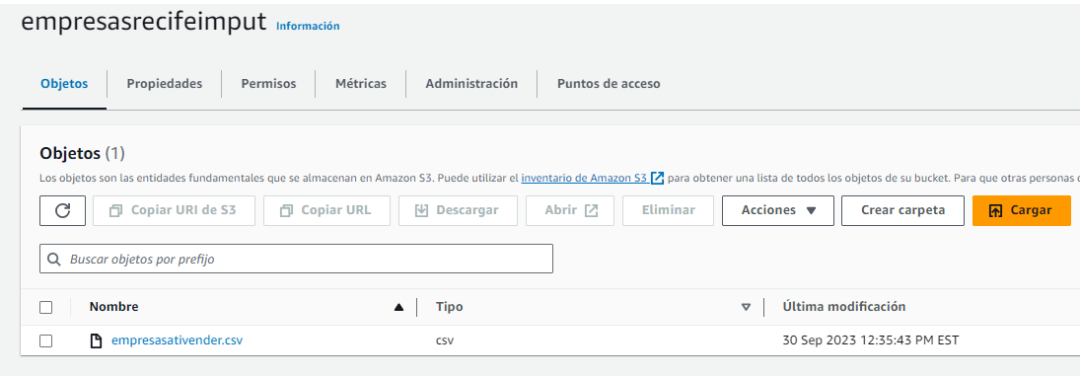 empresasrecifeimput Información
Objetos Propiedades Permisos Métricas Administración Puntos de acceso
Objetos (1)
Los objetos son las entidades fundamentales que se almacenan en Amazon S3. Puede utilizar el inventario de Amazon S3 para obtener una lista de todos los objetos de su bucket. Para que otras personas
Copiar URI de S3 Copiar URL Descargar Abrir Eliminar Acciones Crear carpeta Cargar
Buscar objetos por prefijo
Nombre Tipo Última modificación
empresasativender.csv csv 30 Sep 2023 12:35:43 PM EST